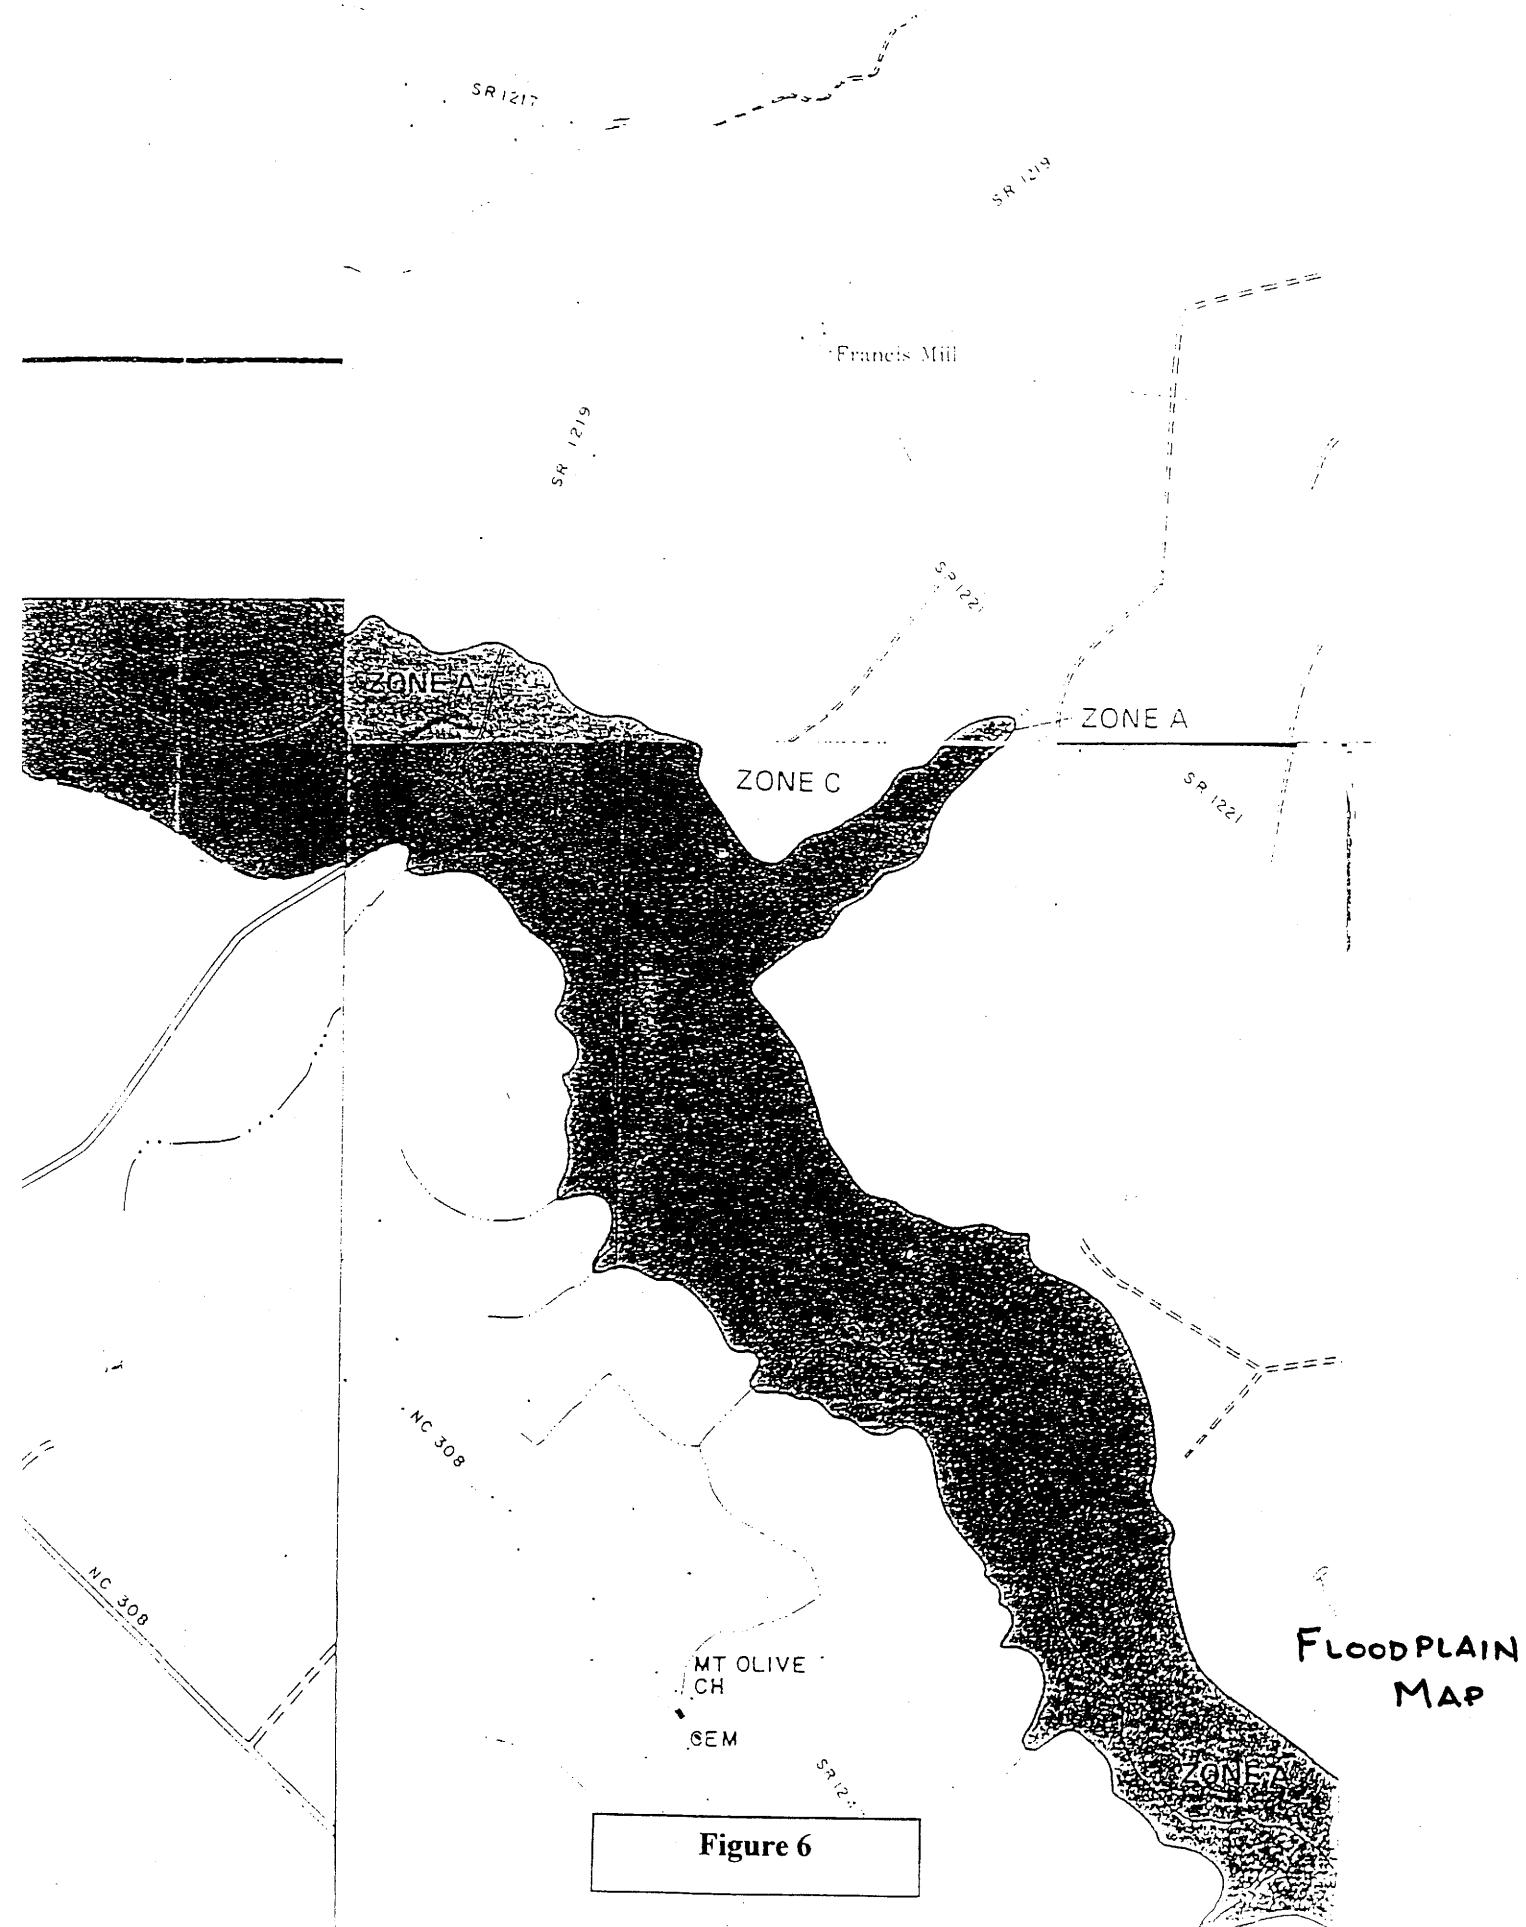 SR 1217
SR 1219
Francis Mill
SR 1219
SR 1221
ZONE A
ZONE A
ZONE C
SR 1221
NC 308
NC 308
MT OLIVE
CH
CEM
FLOODPLAIN
MAP
ZONE A
Figure 6